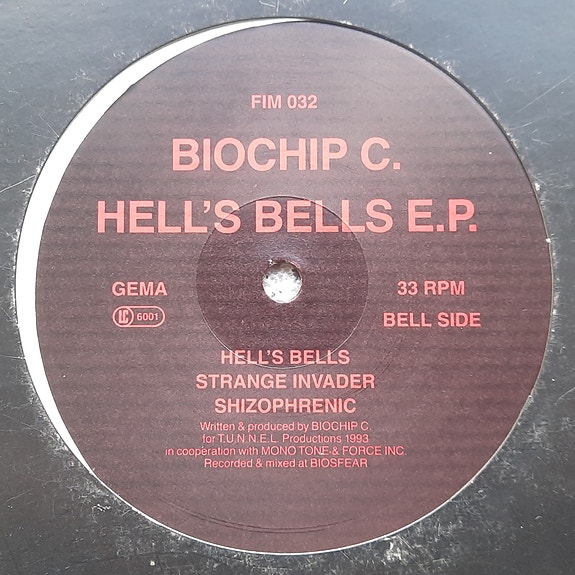 FIM 032
BIOCHIP C.
HELL'S BELLS E.P.
GEMA
33 RPM
LC 6001
BELL SIDE
HELL'S BELLS
STRANGE INVADER
SHIZOPHRENIC
Written & produced by BIOCHIP C.
for T.U.N.N.E.L. Productions 1993
in cooperation with MONO TONE & FORCE INC.
Recorded & mixed at BIOSFEAR